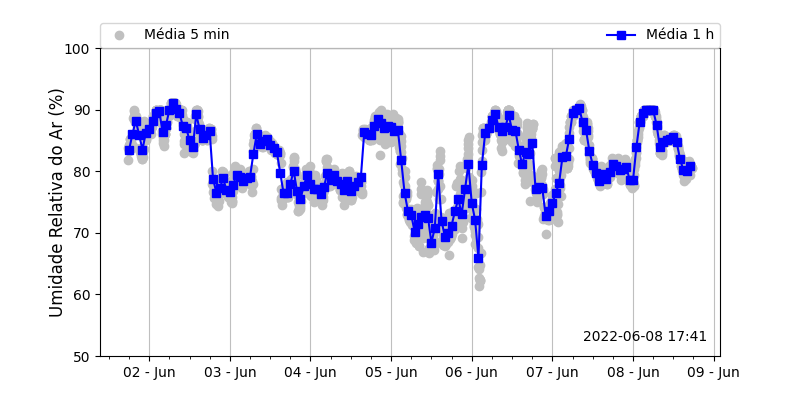 Média 5 min
Média 1 h
Umidade Relativa do Ar (%)
100
90
80
70
60
50
2022-06-08 17:41
02 - Jun
03 - Jun
04 - Jun
05 - Jun
06 - Jun
07 - Jun
08 - Jun
09 - Jun